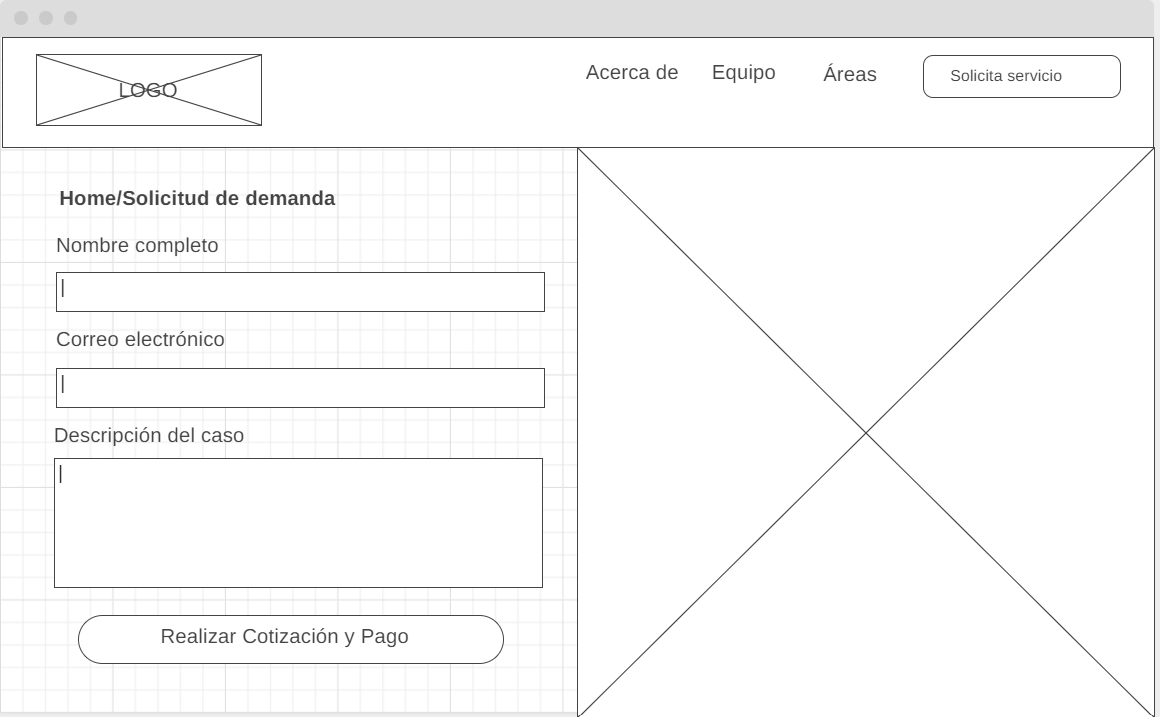 LOGO
Acerca de
Equipo
Áreas
Solicita servicio
Home/Solicitud de demanda
Nombre completo
Correo electrónico
Descripción del caso
Realizar Cotización y Pago